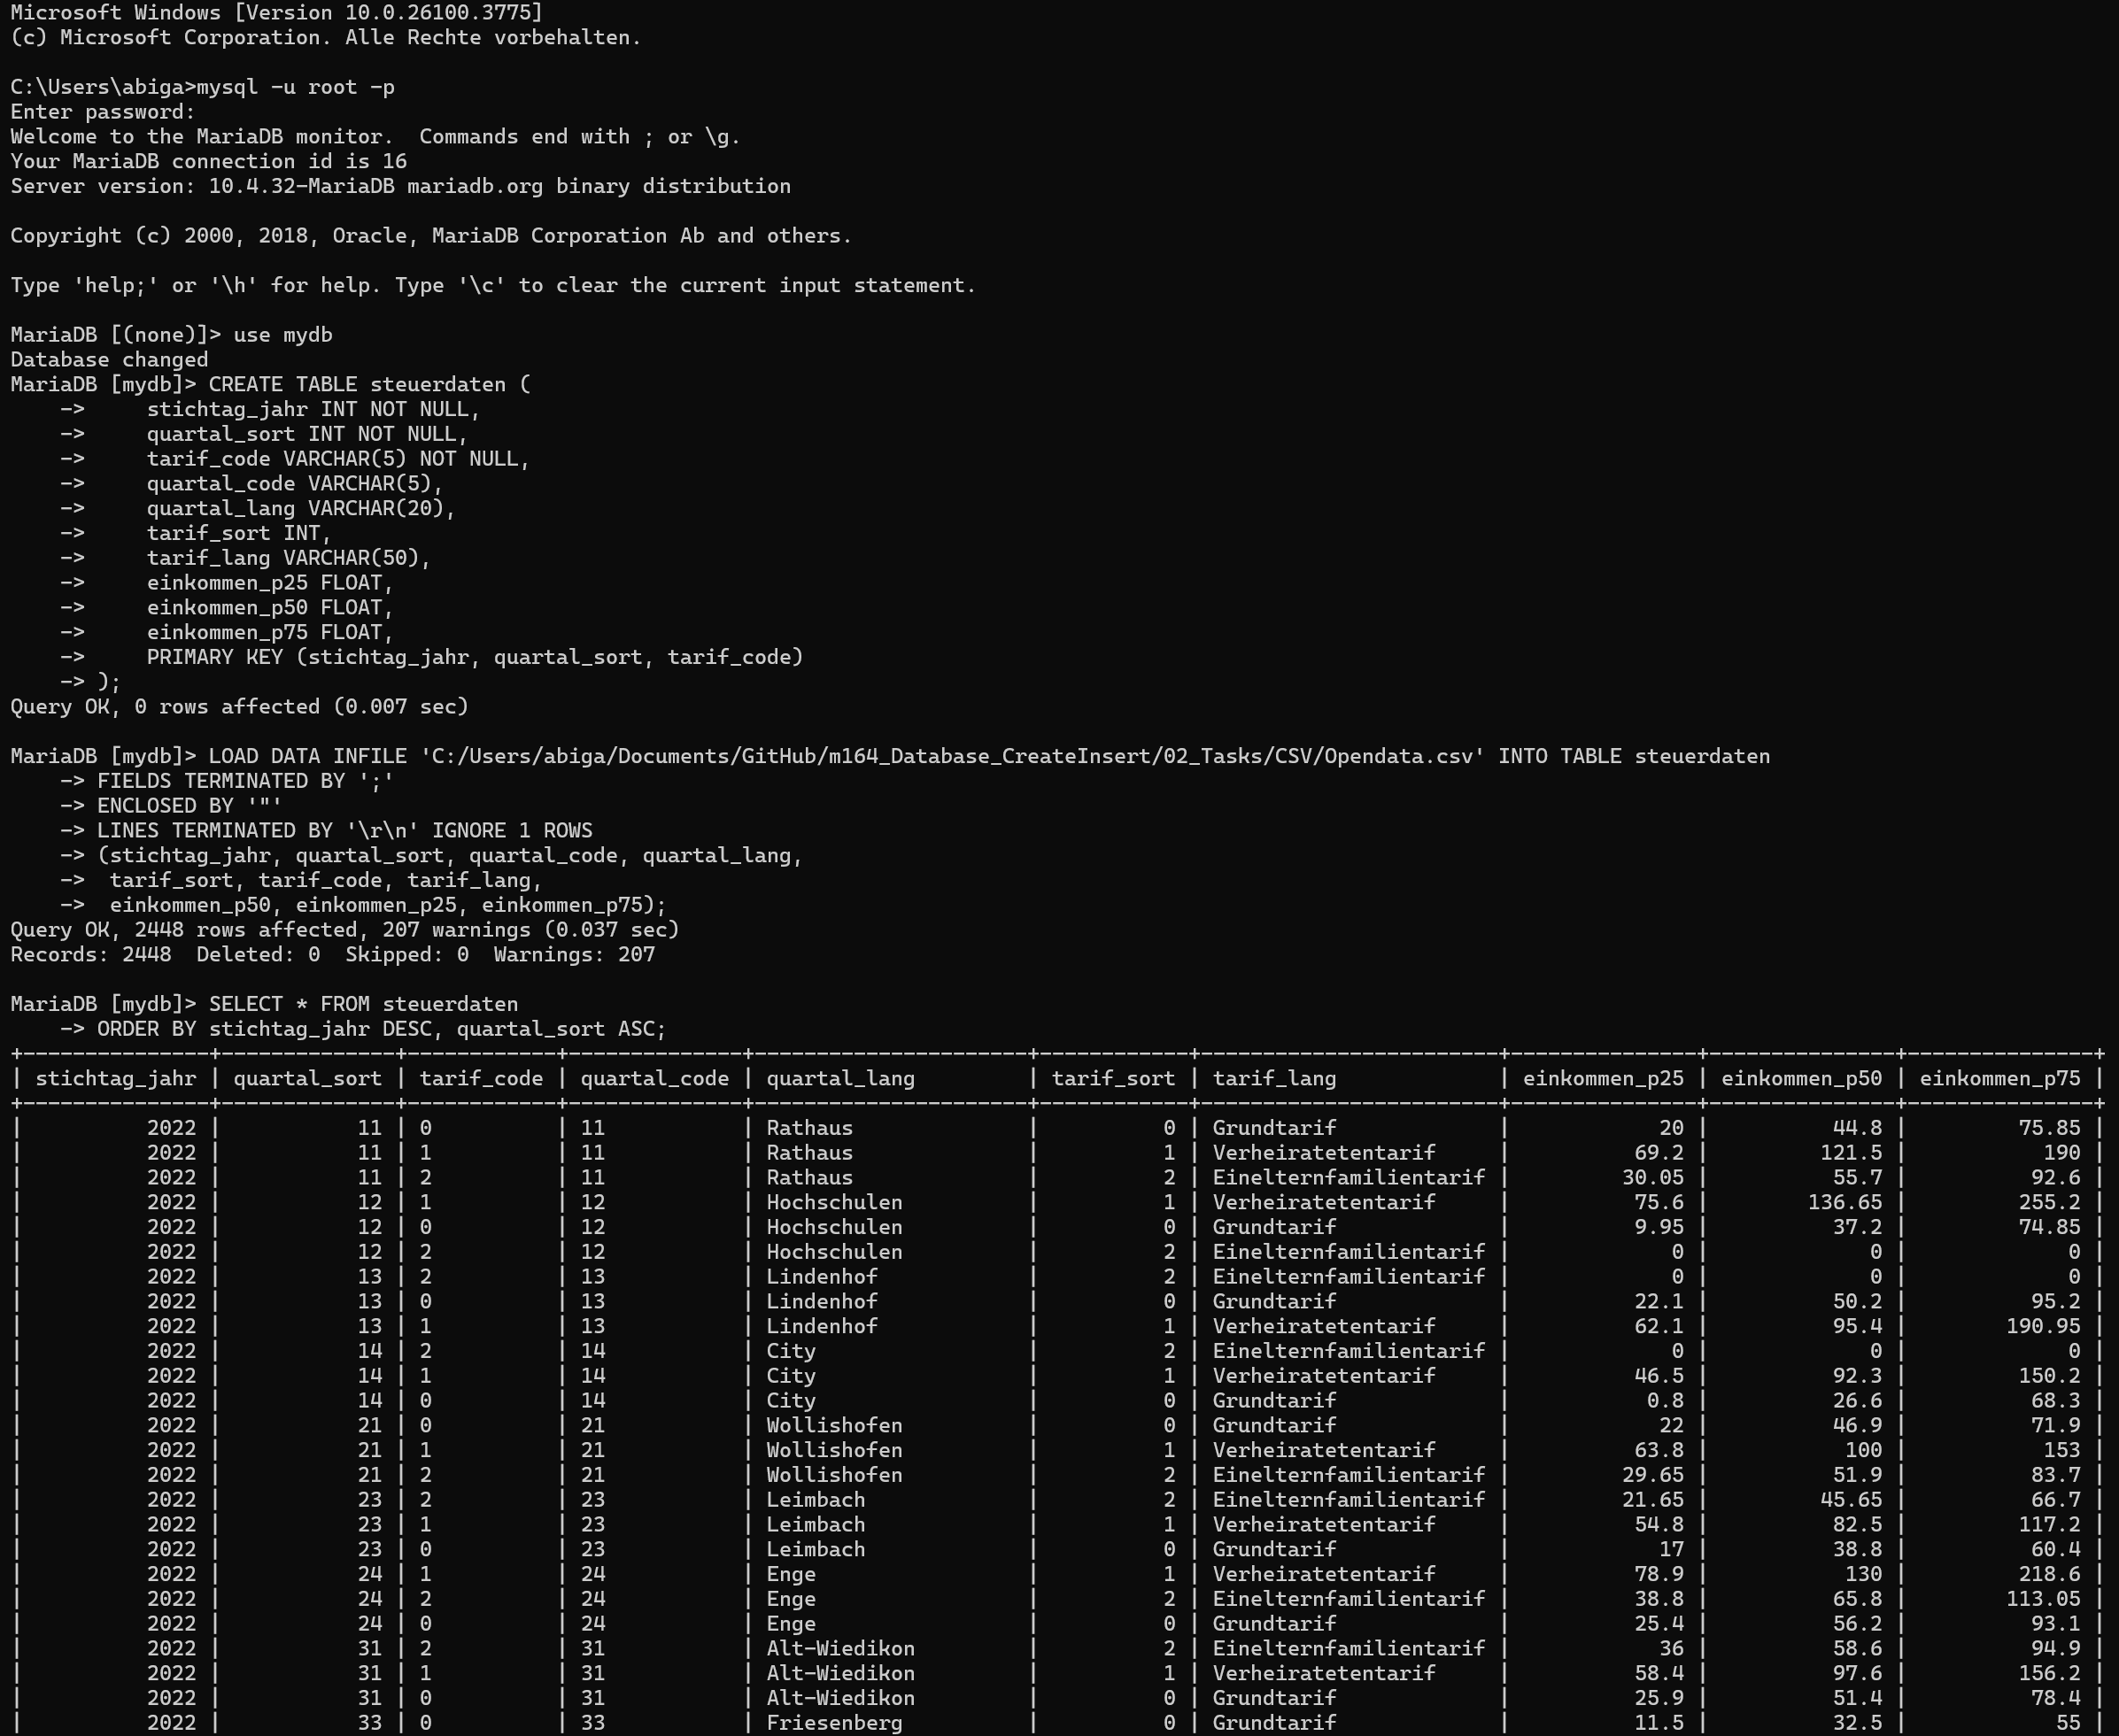 Microsoft Windows [Version 10.0.26100.3775]
(c) Microsoft Corporation. Alle Rechte vorbehalten.

C:\Users\abiga>mysql -u root -p
Enter password:
Welcome to the MariaDB monitor.  Commands end with ; or \g.
Your MariaDB connection id is 16
Server version: 10.4.32-MariaDB mariadb.org binary distribution

Copyright (c) 2000, 2018, Oracle, MariaDB Corporation Ab and others.

Type 'help;' or '\h' for help. Type '\c' to clear the current input statement.

MariaDB [(none)]> use mydb
Database changed
MariaDB [mydb]> CREATE TABLE steuerdaten (
    ->     stichtag_jahr INT NOT NULL,
    ->     quartal_sort INT NOT NULL,
    ->     tarif_code VARCHAR(5) NOT NULL,
    ->     quartal_code VARCHAR(5),
    ->     quartal_lang VARCHAR(20),
    ->     tarif_sort INT,
    ->     tarif_lang VARCHAR(50),
    ->     einkommen_p25 FLOAT,
    ->     einkommen_p50 FLOAT,
    ->     einkommen_p75 FLOAT,
    ->     PRIMARY KEY (stichtag_jahr, quartal_sort, tarif_code)
    -> );
Query OK, 0 rows affected (0.007 sec)

MariaDB [mydb]> LOAD DATA INFILE 'C:/Users/abiga/Documents/GitHub/m164_Database_CreateInsert/02_Tasks/CSV/Opendata.csv' INTO TABLE steuerdaten
    -> FIELDS TERMINATED BY ';'
    -> ENCLOSED BY '"'
    -> LINES TERMINATED BY '\r\n' IGNORE 1 ROWS
    -> (stichtag_jahr, quartal_sort, quartal_code, quartal_lang,
    ->  tarif_sort, tarif_code, tarif_lang,
    ->  einkommen_p50, einkommen_p25, einkommen_p75);
Query OK, 2448 rows affected, 207 warnings (0.037 sec)
Records: 2448  Deleted: 0  Skipped: 0  Warnings: 207

MariaDB [mydb]> SELECT * FROM steuerdaten
    -> ORDER BY stichtag_jahr DESC, quartal_sort ASC;
+---------------+--------------+------------+--------------+----------------------+------------+------------------------+---------------+---------------+---------------+
| stichtag_jahr | quartal_sort | tarif_code | quartal_code | quartal_lang         | tarif_sort | tarif_lang             | einkommen_p25 | einkommen_p50 | einkommen_p75 |
+---------------+--------------+------------+--------------+----------------------+------------+------------------------+---------------+---------------+---------------+
| 2022 | 11 | 0 | 11 | Rathaus | 0 | Grundtarif | 20 | 44.8 | 75.85 |
| 2022 | 11 | 1 | 11 | Rathaus | 1 | Verheiratetentarif | 69.2 | 121.5 | 190 |
| 2022 | 11 | 2 | 11 | Rathaus | 2 | Einelternfamilientarif | 30.05 | 55.7 | 92.6 |
| 2022 | 12 | 1 | 12 | Hochschulen | 1 | Verheiratetentarif | 75.6 | 136.65 | 255.2 |
| 2022 | 12 | 0 | 12 | Hochschulen | 0 | Grundtarif | 9.95 | 37.2 | 74.85 |
| 2022 | 12 | 2 | 12 | Hochschulen | 2 | Einelternfamilientarif | 0 | 0 | 0 |
| 2022 | 13 | 2 | 13 | Lindenhof | 2 | Einelternfamilientarif | 0 | 0 | 0 |
| 2022 | 13 | 0 | 13 | Lindenhof | 0 | Grundtarif | 22.1 | 50.2 | 95.2 |
| 2022 | 13 | 1 | 13 | Lindenhof | 1 | Verheiratetentarif | 62.1 | 95.4 | 190.95 |
| 2022 | 14 | 2 | 14 | City | 2 | Einelternfamilientarif | 0 | 0 | 0 |
| 2022 | 14 | 1 | 14 | City | 1 | Verheiratetentarif | 46.5 | 92.3 | 150.2 |
| 2022 | 14 | 0 | 14 | City | 0 | Grundtarif | 0.8 | 26.6 | 68.3 |
| 2022 | 21 | 0 | 21 | Wollishofen | 0 | Grundtarif | 22 | 46.9 | 71.9 |
| 2022 | 21 | 1 | 21 | Wollishofen | 1 | Verheiratetentarif | 63.8 | 100 | 153 |
| 2022 | 21 | 2 | 21 | Wollishofen | 2 | Einelternfamilientarif | 29.65 | 51.9 | 83.7 |
| 2022 | 23 | 2 | 23 | Leimbach | 2 | Einelternfamilientarif | 21.65 | 45.65 | 66.7 |
| 2022 | 23 | 1 | 23 | Leimbach | 1 | Verheiratetentarif | 54.8 | 82.5 | 117.2 |
| 2022 | 23 | 0 | 23 | Leimbach | 0 | Grundtarif | 17 | 38.8 | 60.4 |
| 2022 | 24 | 1 | 24 | Enge | 1 | Verheiratetentarif | 78.9 | 130 | 218.6 |
| 2022 | 24 | 2 | 24 | Enge | 2 | Einelternfamilientarif | 38.8 | 65.8 | 113.05 |
| 2022 | 24 | 0 | 24 | Enge | 0 | Grundtarif | 25.4 | 56.2 | 93.1 |
| 2022 | 31 | 2 | 31 | Alt-Wiedikon | 2 | Einelternfamilientarif | 36 | 58.6 | 94.9 |
| 2022 | 31 | 1 | 31 | Alt-Wiedikon | 1 | Verheiratetentarif | 58.4 | 97.6 | 156.2 |
| 2022 | 31 | 0 | 31 | Alt-Wiedikon | 0 | Grundtarif | 25.9 | 51.4 | 78.4 |
| 2022 | 33 | 0 | 33 | Friesenberg | 0 | Grundtarif | 11.5 | 32.5 | 55 |